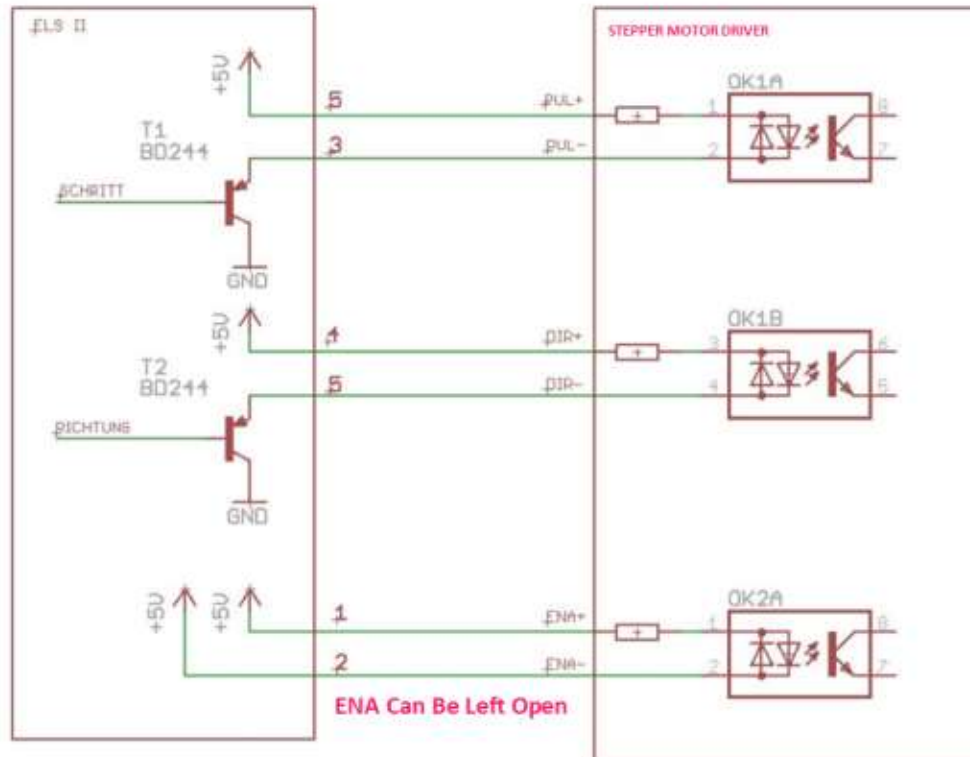 ELS II
STEPPER MOTOR DRIVER
+5V
5
PUL+
+
1
OK1A
8
T1
BD244
3
PUL-
2
7
SCHRITT
GND
+5V
4
DIR+
+
3
OK1B
6
T2
BD244
5
DIR-
4
5
RICHTUNG
GND
+5V
+5V
1
ENA+
+
1
OK2A
8
2
ENA-
2
7
ENA Can Be Left Open